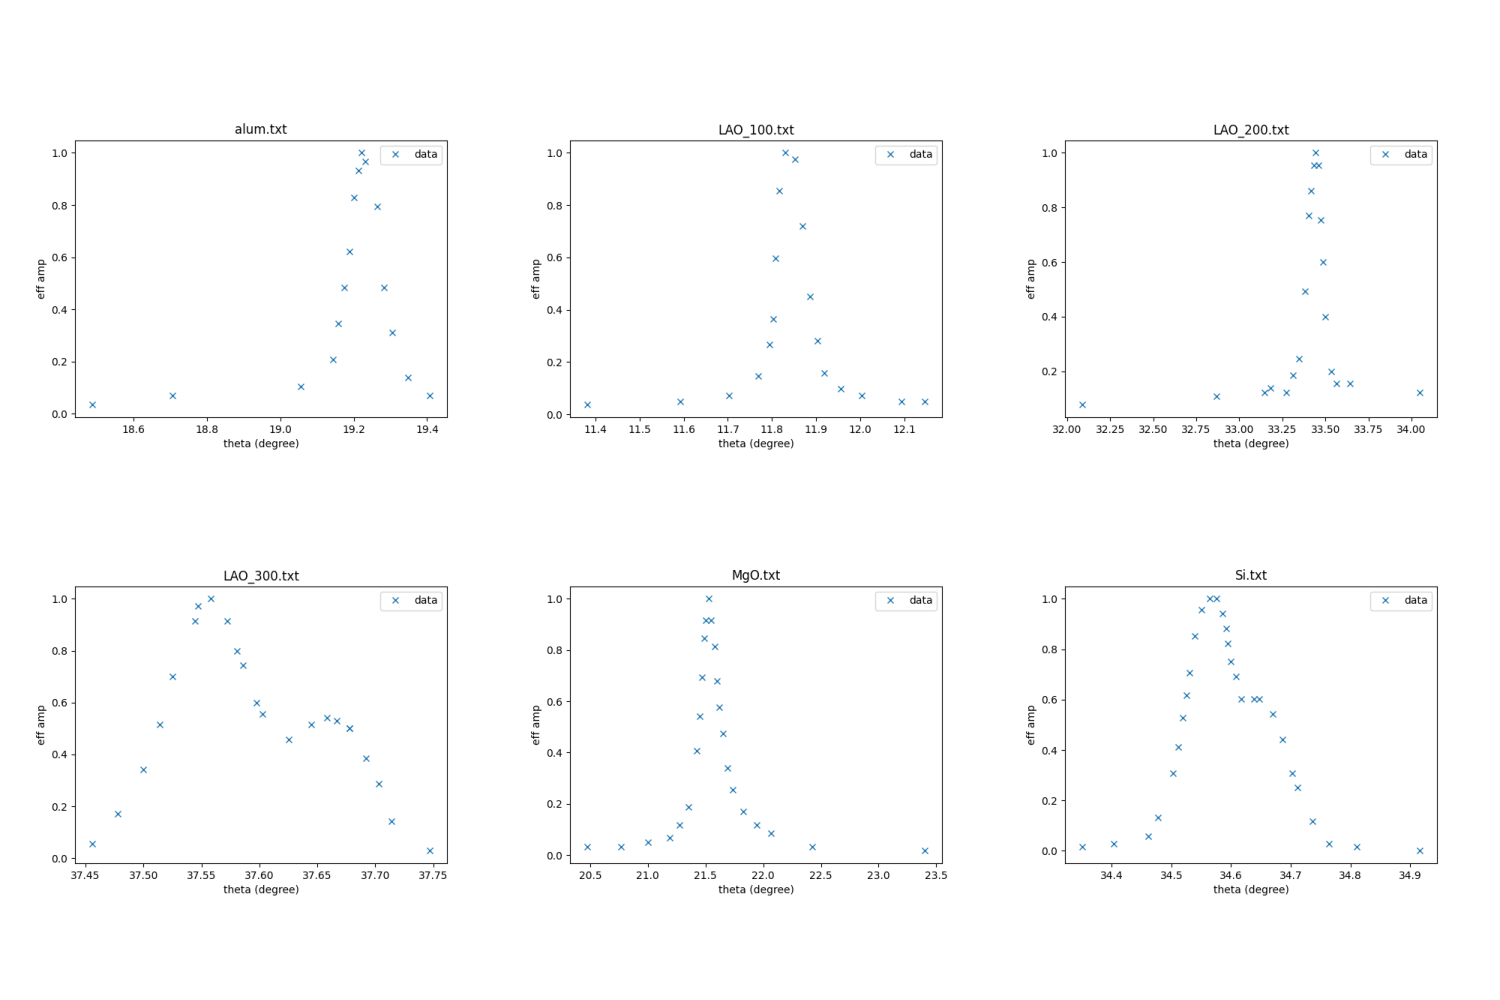 alum.txt
LAO_100.txt
LAO_200.txt
1.0
0.8
0.6
0.4
0.2
0.0
eff amp
data
18.6 18.8 19.0 19.2 19.4
theta (degree)
1.0
0.8
0.6
0.4
0.2
0.0
eff amp
data
11.4 11.5 11.6 11.7 11.8 11.9 12.0 12.1
theta (degree)
1.0
0.8
0.6
0.4
0.2
eff amp
data
32.00 32.25 32.50 32.75 33.00 33.25 33.50 33.75 34.00
theta (degree)
LAO_300.txt
MgO.txt
Si.txt
1.0
0.8
0.6
0.4
0.2
0.0
eff amp
data
37.45 37.50 37.55 37.60 37.65 37.70 37.75
theta (degree)
1.0
0.8
0.6
0.4
0.2
0.0
eff amp
data
20.5 21.0 21.5 22.0 22.5 23.0 23.5
theta (degree)
1.0
0.8
0.6
0.4
0.2
0.0
eff amp
data
34.4 34.5 34.6 34.7 34.8 34.9
theta (degree)